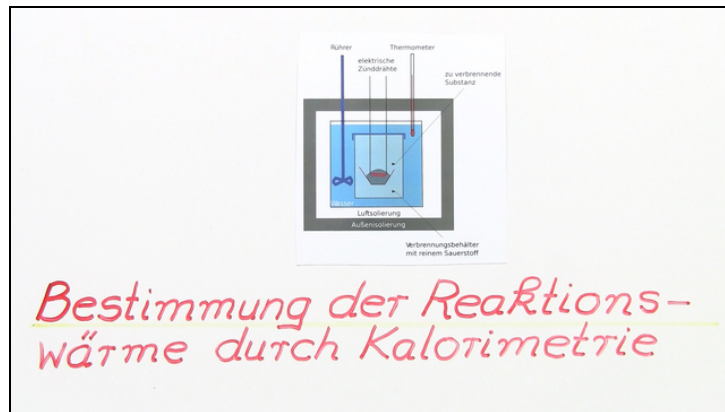 Rührer
Thermometer
elektrische
Zünddrähte
zu verbrennende
Substanz
Wasser
Luftisolierung
Außenisolierung
Verbrennungsbehälter
mit reinem Sauerstoff
Bestimmung der Reaktions-
wärme durch Kalorimetrie